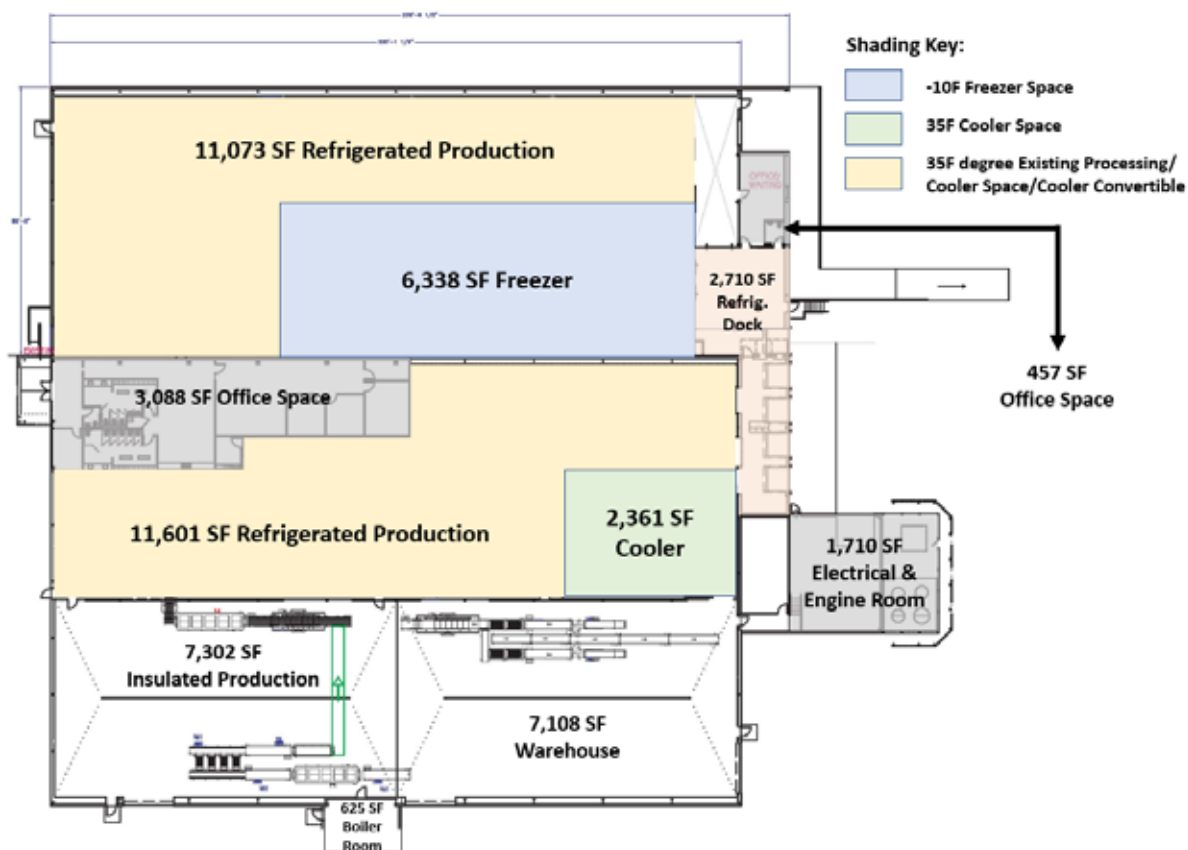 Shading Key:
-10F Freezer Space
35F Cooler Space
35F degree Existing Processing/
Cooler Space/Cooler Convertible
11,073 SF Refrigerated Production
OFFICE/
WAITING
6,338 SF Freezer
2,710 SF
Refrig.
Dock
457 SF
Office Space
3,088 SF Office Space
11,601 SF Refrigerated Production
2,361 SF
Cooler
1,710 SF
Electrical &
Engine Room
7,302 SF
Insulated Production
7,108 SF
Warehouse
625 SF
Boiler
Room